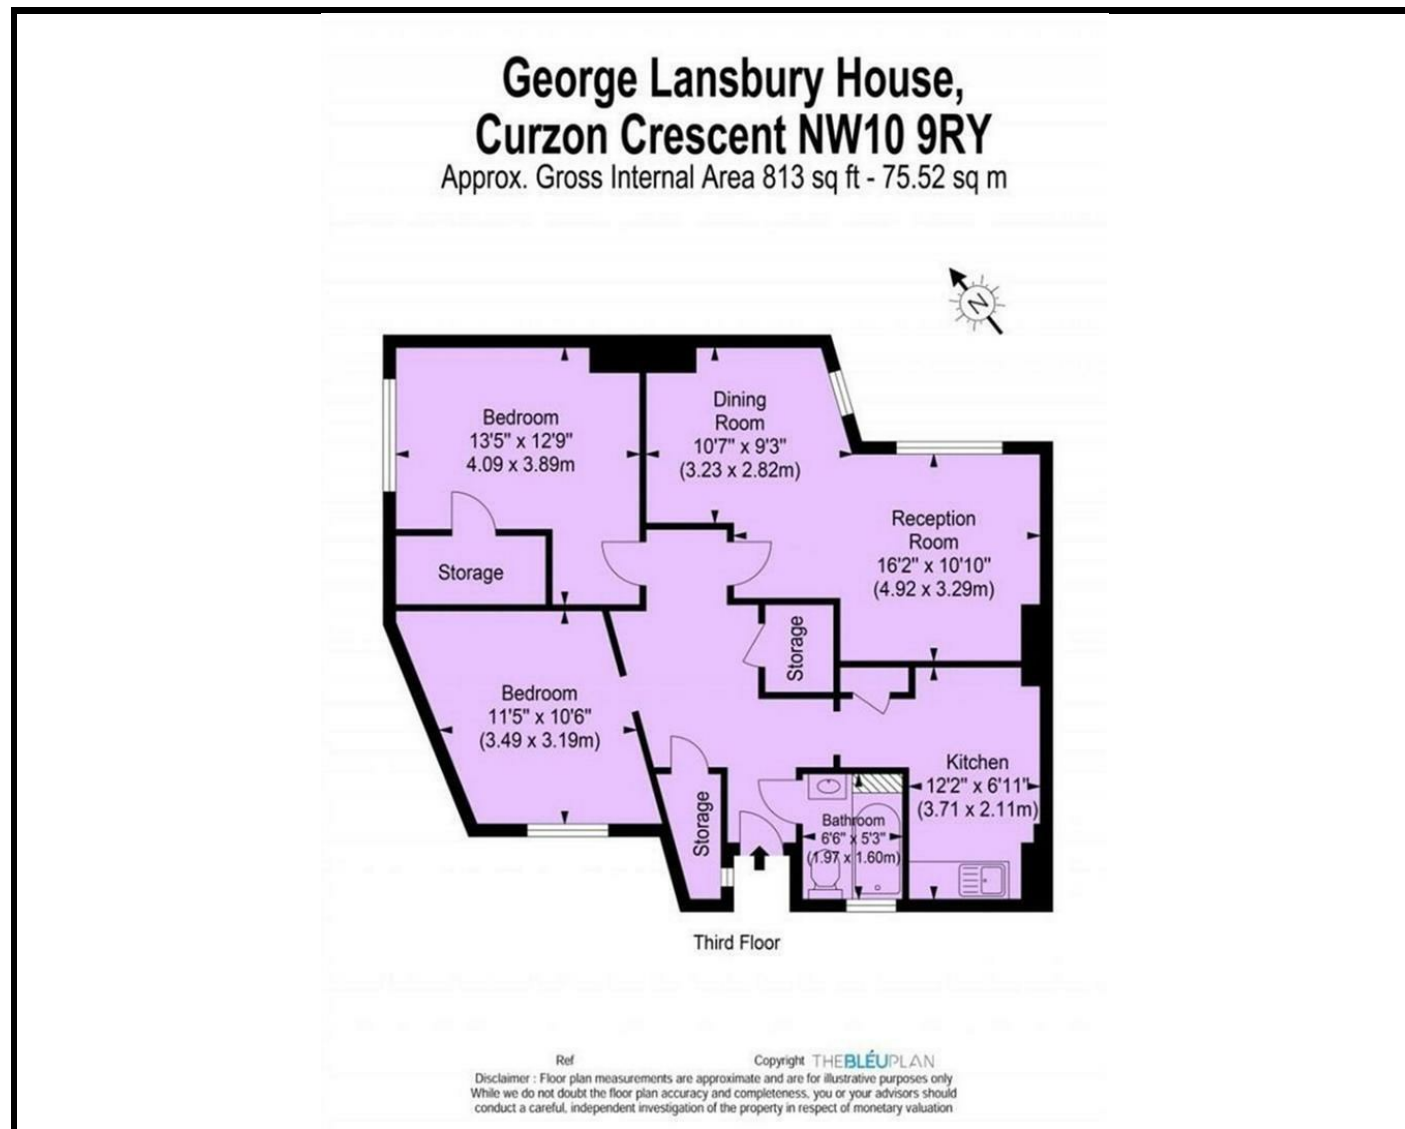 George Lansbury House,
Curzon Crescent NW10 9RY
Approx. Gross Internal Area 813 sq ft - 75.52 sq m
N
Bedroom
13'5" x 12'9"
4.09 x 3.89m
Dining
Room
10'7" x 9'3"
(3.23 x 2.82m)
Reception
Room
16'2" x 10'10"
(4.92 x 3.29m)
Storage
Storage
Bedroom
11'5" x 10'6"
(3.49 x 3.19m)
Kitchen
12'2" x 6'11"
(3.71 x 2.11m)
Storage
Bathroom
6'6" x 5'3"
(1.97 x 1.60m)
Third Floor
Ref
Copyright THEBLÉUPLAN
Disclaimer : Floor plan measurements are approximate and are for illustrative purposes only
While we do not doubt the floor plan accuracy and completeness, you or your advisors should
conduct a careful, independent investigation of the property in respect of monetary valuation